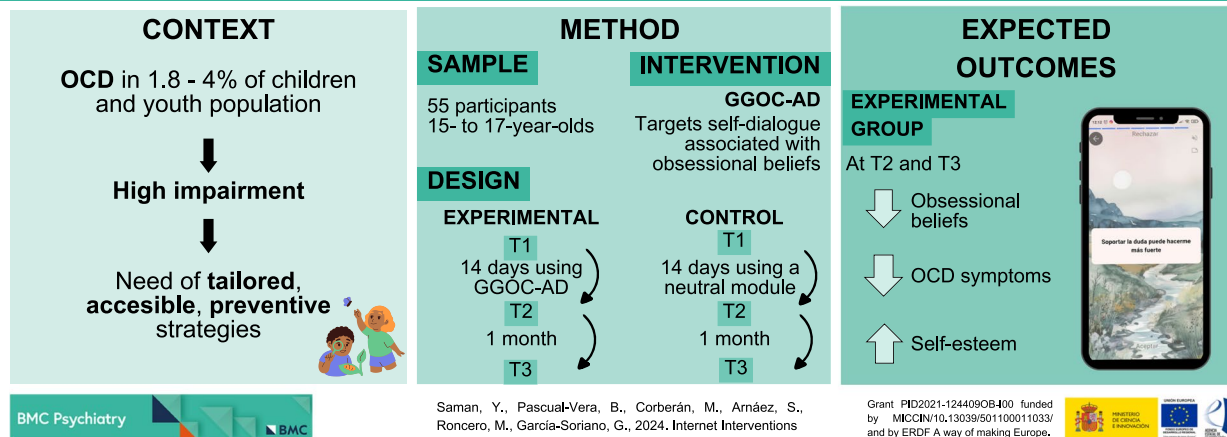 CONTEXT
OCD in 1.8 - 4% of children
and youth population
High impairment
Need of tailored,
accesible, preventive
strategies
METHOD
SAMPLE
55 participants
15- to 17-year-olds
INTERVENTION
GGOC-AD
Targets self-dialogue
associated with
obsessional beliefs
DESIGN
EXPERIMENTAL
T1
14 days using
GGOC-AD
T2
1 month
T3
CONTROL
T1
14 days using a
neutral module
T2
1 month
T3
EXPECTED
OUTCOMES
EXPERIMENTAL
GROUP
At T2 and T3
Obsessional
beliefs
OCD symptoms
Self-esteem
Rechazar
Soportar la duda puede hacerme
más fuerte
Aceptar
BMC Psychiatry
BMC
Saman, Y., Pascual-Vera, B., Corberán, M., Arnáez, S.,
Roncero, M., García-Soriano, G., 2024. Internet Interventions
Grant PID2021-124409OB-I00 funded
by MICCIN/10.13039/501100011033/
and by ERDF A way of making Europe.
MINISTERIO
DE CIENCIA
E INNOVACIÓN
UNIÓN EUROPEA